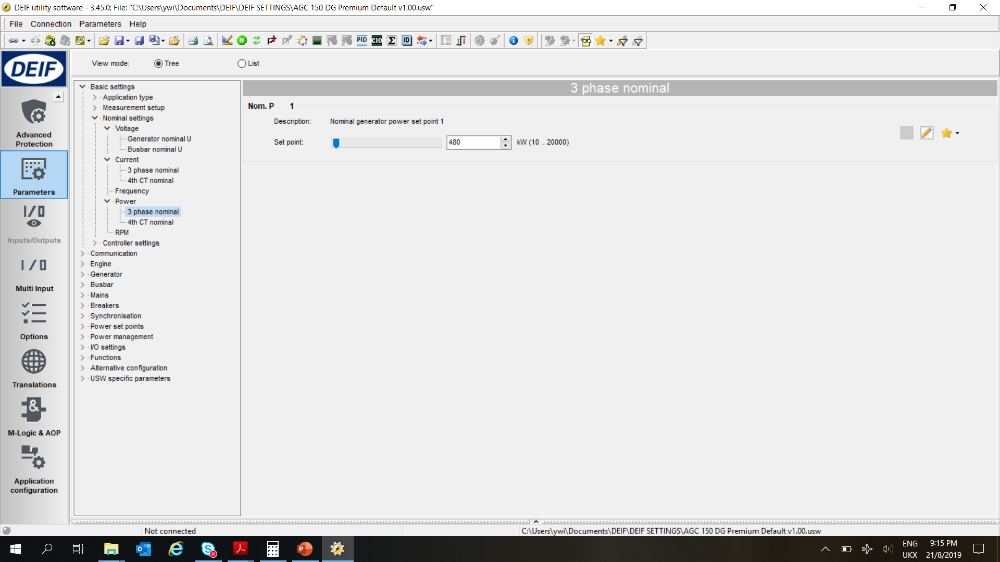 DEIF utility software - 3.45.0; File: "C:\Users\ywi\Documents\DEIF\DEIF SETTINGS\AGC 150 DG Premium Default v1.00.usw"
File Connection Parameters Help
PID CIO Σ ID
DEIF
View mode: Tree List
Advanced
Protection
Parameters
Inputs/Outputs
Multi Input
Options
Translations
M-Logic & AOP
Application
configuration
Basic settings
Application type
Measurement setup
Nominal settings
Voltage
Generator nominal U
Busbar nominal U
Current
3 phase nominal
4th CT nominal
Frequency
Power
3 phase nominal
4th CT nominal
RPM
Controller settings
Communication
Engine
Generator
Busbar
Mains
Breakers
Synchronisation
Power set points
Power management
I/O settings
Functions
Alternative configuration
USW specific parameters
3 phase nominal
Nom. P 1
Description: Nominal generator power set point 1
Set point: 480 kW (10 .. 20000)
Not connected
C:\Users\ywi\Documents\DEIF\DEIF SETTINGS\AGC 150 DG Premium Default v1.00.usw
ENG
UKX
9:15 PM
21/8/2019